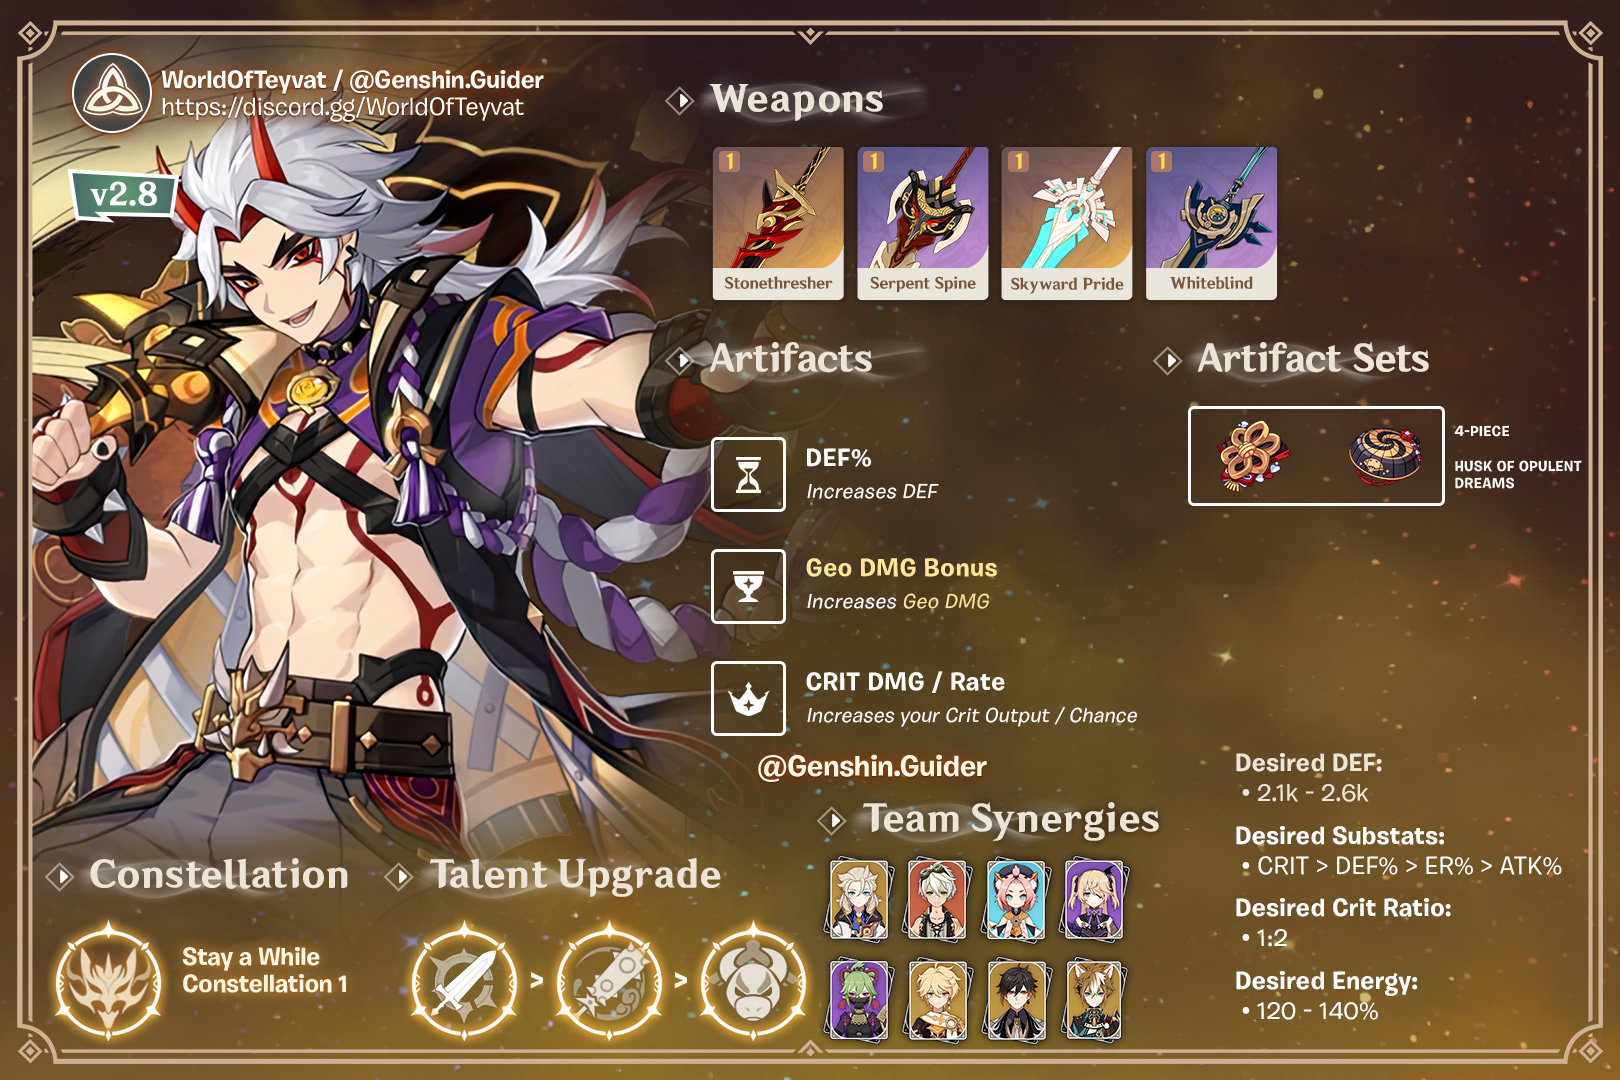 WorldOfTeyvat / @Genshin.Guider
https://discord.gg/WorldOfTeyvat
v2.8
Weapons
1
1
1
1
Stonethresher
Serpent Spine
Skyward Pride
Whiteblind
Artifacts
DEF%
Increases DEF
Geo DMG Bonus
Increases Geo DMG
CRIT DMG / Rate
Increases your Crit Output / Chance
@Genshin.Guider
Artifact Sets
4-PIECE
HUSK OF OPULENT
DREAMS
Constellation
Stay a While
Constellation 1
Talent Upgrade
>
>
Team Synergies
Desired DEF:
• 2.1k - 2.6k
Desired Substats:
• CRIT > DEF% > ER% > ATK%
Desired Crit Ratio:
• 1:2
Desired Energy:
• 120 - 140%